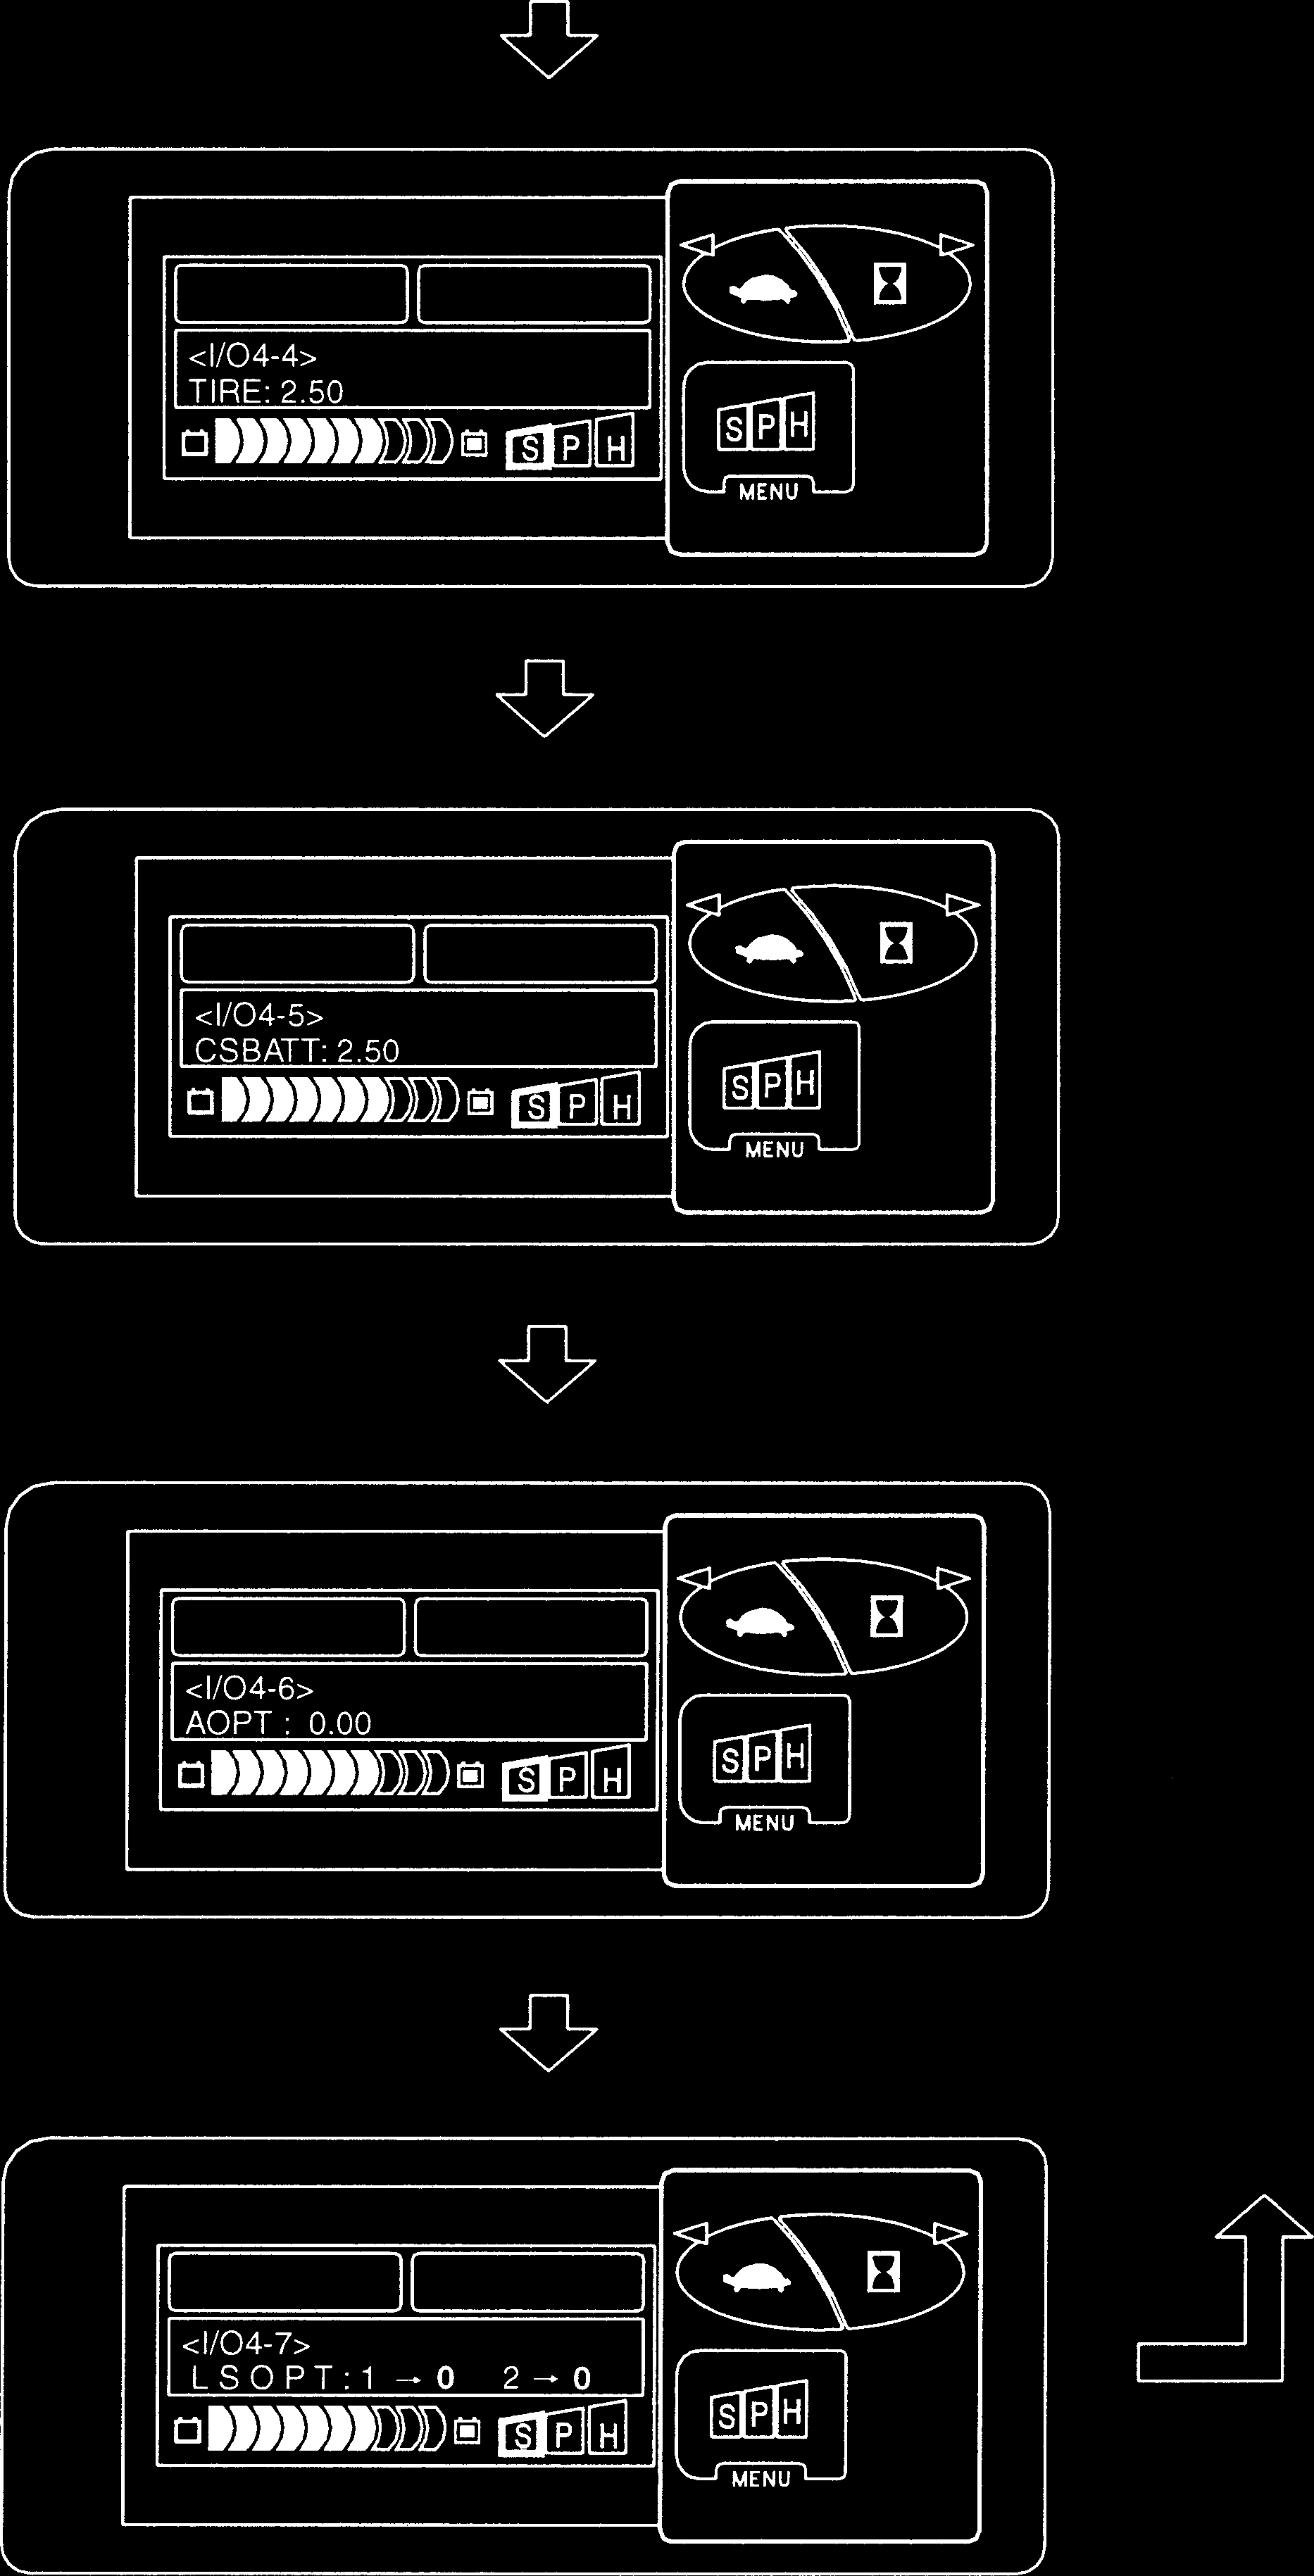 <I/O4-4>
TIRE: 2.50
S P H
S P H
MENU
<I/O4-5>
CSBATT: 2.50
S P H
S P H
MENU
<I/O4-6>
AOPT : 0.00
S P H
S P H
MENU
<I/O4-7>
LSOPT:1 → 0 2 → 0
S P H
S P H
MENU